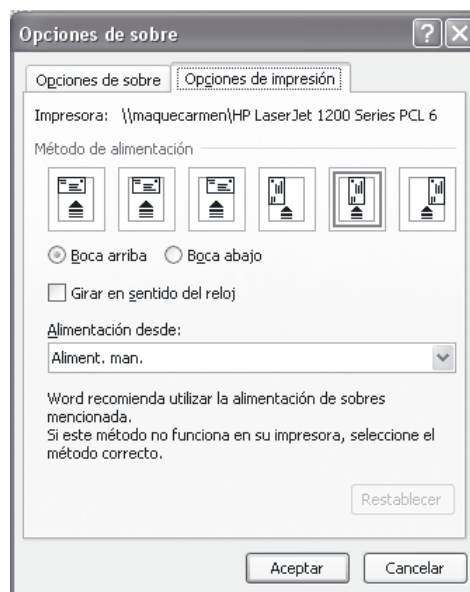 Opciones de sobre
Opciones de sobre
Opciones de impresión
Impresora: \\maquecarmen\HP LaserJet 1200 Series PCL 6
Método de alimentación
Boca arriba
Boca abajo
Girar en sentido del reloj
Alimentación desde:
Aliment. man.
Word recomienda utilizar la alimentación de sobres
mencionada.
Si este método no funciona en su impresora, seleccione el
método correcto.
Restablecer
Aceptar
Cancelar